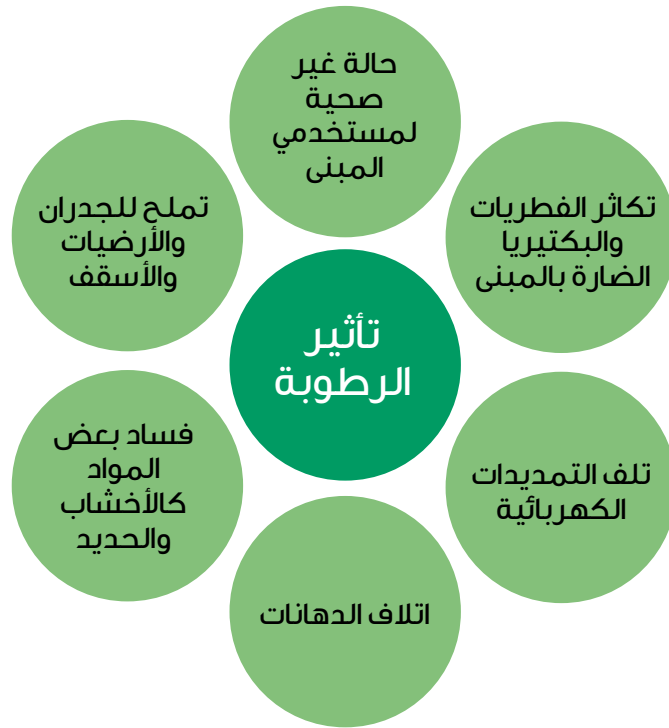 حالة غير
صحية
لمستخدمي
المبنى
تكاثر الفطريات
والبكتيريا
الضارة بالمبنى
تلف التمديدات
الكهربائية
اتلاف الدهانات
فساد بعض
المواد
كالأخشاب
والحديد
تملح للجدران
والأرضيات
والأسقف
تأثير
الرطوبة